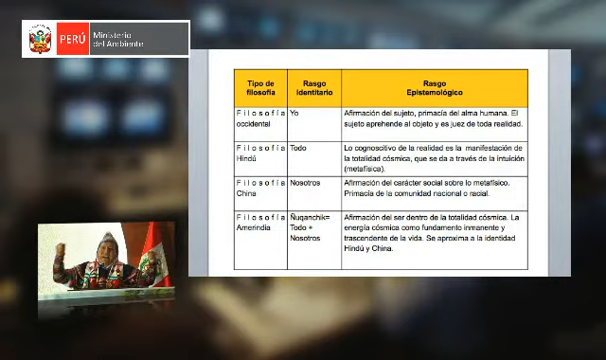 PERÚ
Ministerio
del Ambiente
Tipo de
filosofía
Rasgo
Identitario
Rasgo
Epistemológico
Filosofía
occidental
Yo
Afirmación del sujeto, primacía del alma humana. El
sujeto aprehende al objeto y es juez de toda realidad.
Filosofía
Hindú
Todo
Lo cognoscitivo de la realidad es la manifestación de
la totalidad cósmica, que se da a través de la intuición
(metafísica).
Filosofía
China
Nosotros
Afirmación del carácter social sobre lo metafísico.
Primacía de la comunidad nacional o racial.
Filosofía
Amerindia
Ñuqanchik=
Todo +
Nosotros
Afirmación del ser dentro de la totalidad cósmica. La
energía cósmica como fundamento inmanente y
trascendente de la vida. Se aproxima a la identidad
Hindú y China.